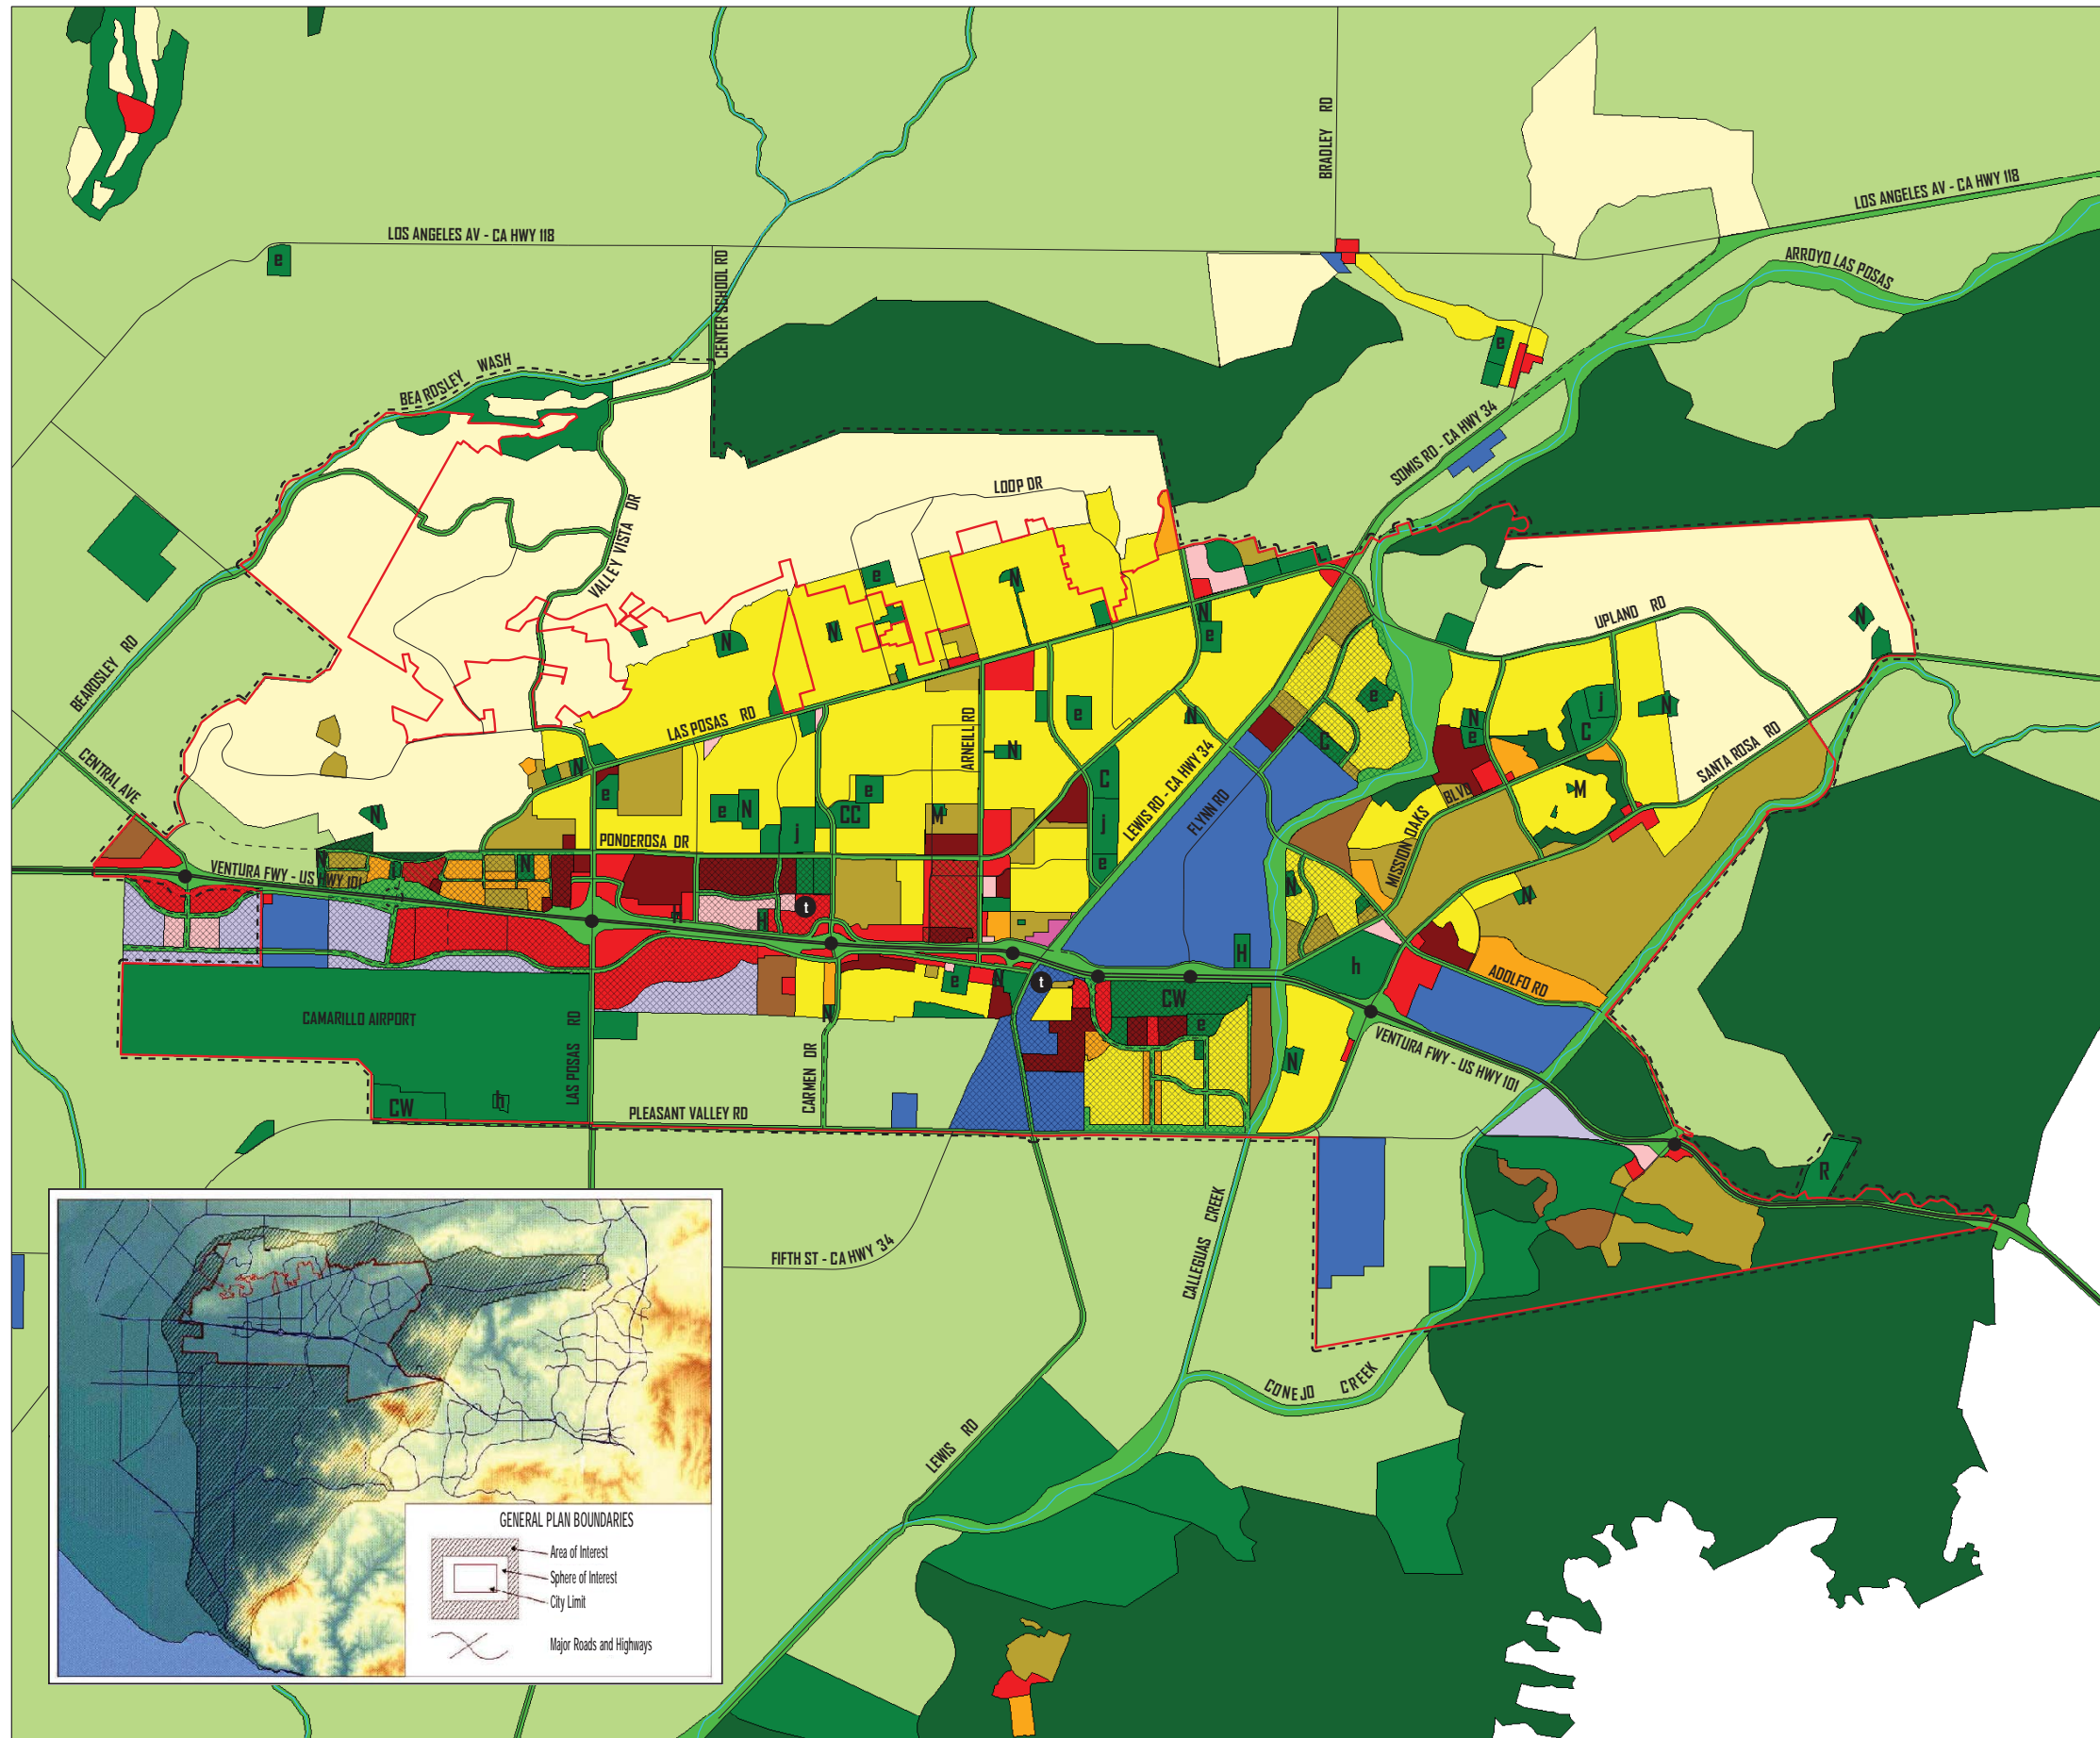 BRADLEY RD
LOS ANGELES AV - CA HWY 118
LOS ANGELES AV - CA HWY 118
e
CENTER SCHOOL RD
ARROYO LAS POSAS
BEARDSLEY WASH
e
SOMIS RD - CA HWY 34
LOOP DR
VALLEY VISTA DR
e
N
N
N
N
e
UPLAND RD
N
BEARDSLEY RD
LAS POSAS RD
ARNEILL RD
e
N
e
N
e
j
C
N
SANTA ROSA RD
CENTRAL AVE
N
N
e
e
N
j
CC
e
M
N
C
j
e
LEWIS RD - CA HWY 34
FLYNN RD
C
MISSION OAKS BLVD
M
PONDEROSA DR
VENTURA FWY - US HWY 101
N
N
H
t
H
N
N
h
ADOLFO RD
CAMARILLO AIRPORT
LAS POSAS RD
e
N
t
CW
e
N
N
CARMEN DR
VENTURA FWY - US HWY 101
CW
h
PLEASANT VALLEY RD
R
FIFTH ST - CA HWY 34
CALLEGUAS CREEK
CONEJO CREEK
LEWIS RD
GENERAL PLAN BOUNDARIES
Area of Interest
Sphere of Interest
City Limit
Major Roads and Highways